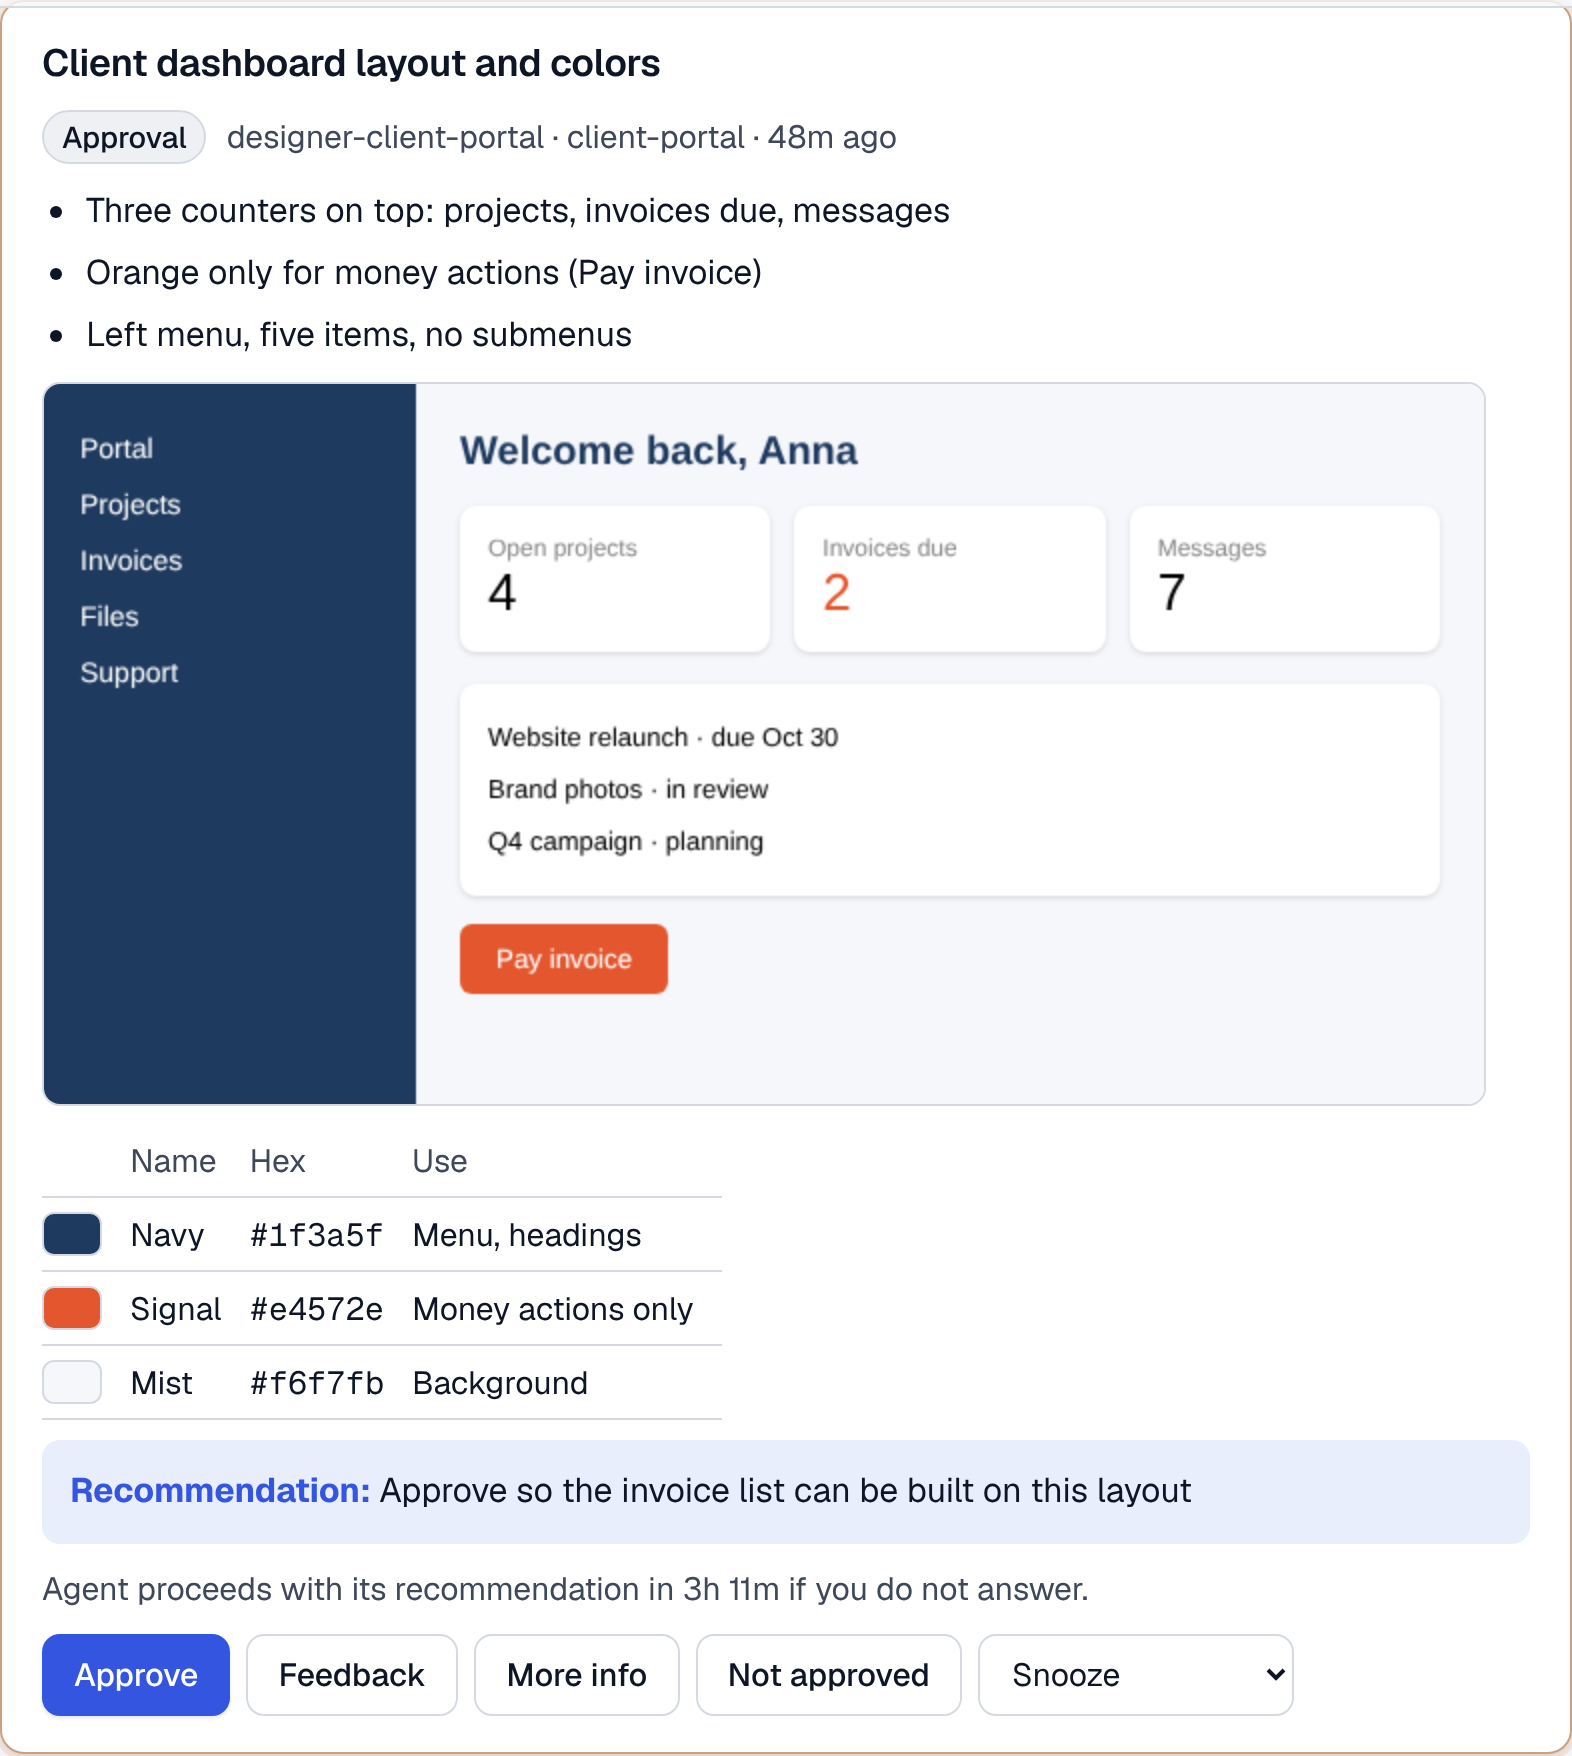 Client dashboard layout and colors
Approval designer-client-portal · client-portal · 48m ago
• Three counters on top: projects, invoices due, messages
• Orange only for money actions (Pay invoice)
• Left menu, five items, no submenus
Portal
Projects
Invoices
Files
Support
Welcome back, Anna
Open projects
4
Invoices due
2
Messages
7
Website relaunch · due Oct 30
Brand photos · in review
Q4 campaign · planning
Pay invoice
Name Hex Use
Navy #1f3a5f Menu, headings
Signal #e4572e Money actions only
Mist #f6f7fb Background
Recommendation: Approve so the invoice list can be built on this layout
Agent proceeds with its recommendation in 3h 11m if you do not answer.
Approve Feedback More info Not approved Snooze